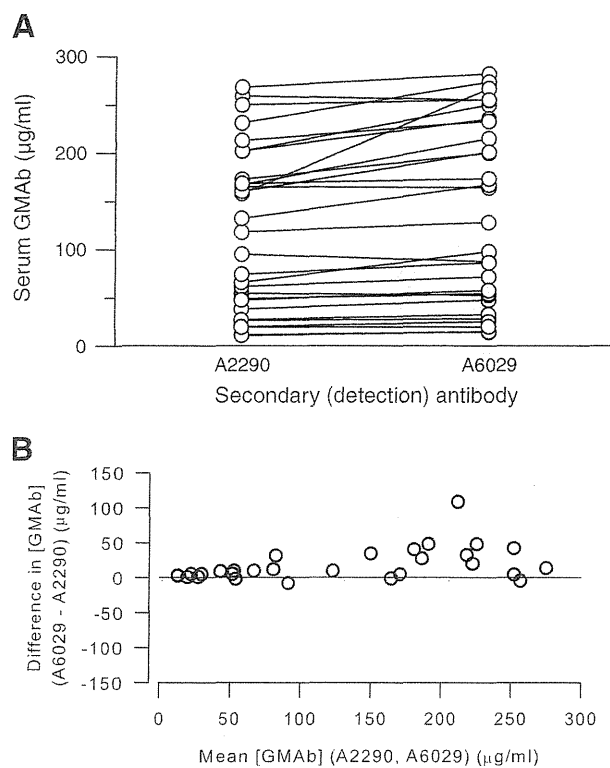 A
300
200
100
0
Serum GMAb (µg/ml)
A2290
A6029
Secondary (detection) antibody
B
150
100
50
0
-50
-100
-150
Difference in [GMAb]
(A6029 - A2290) (µg/ml)
0
50
100
150
200
250
300
Mean [GMAb] (A2290, A6029) (µg/ml)